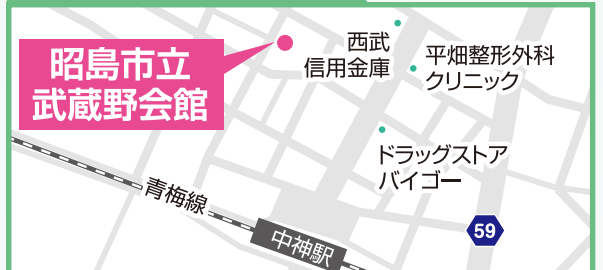 昭島市立
武蔵野会館
西武
信用金庫
平畑整形外科
クリニック
ドラッグストア
バイゴー
青梅線
中神駅
59